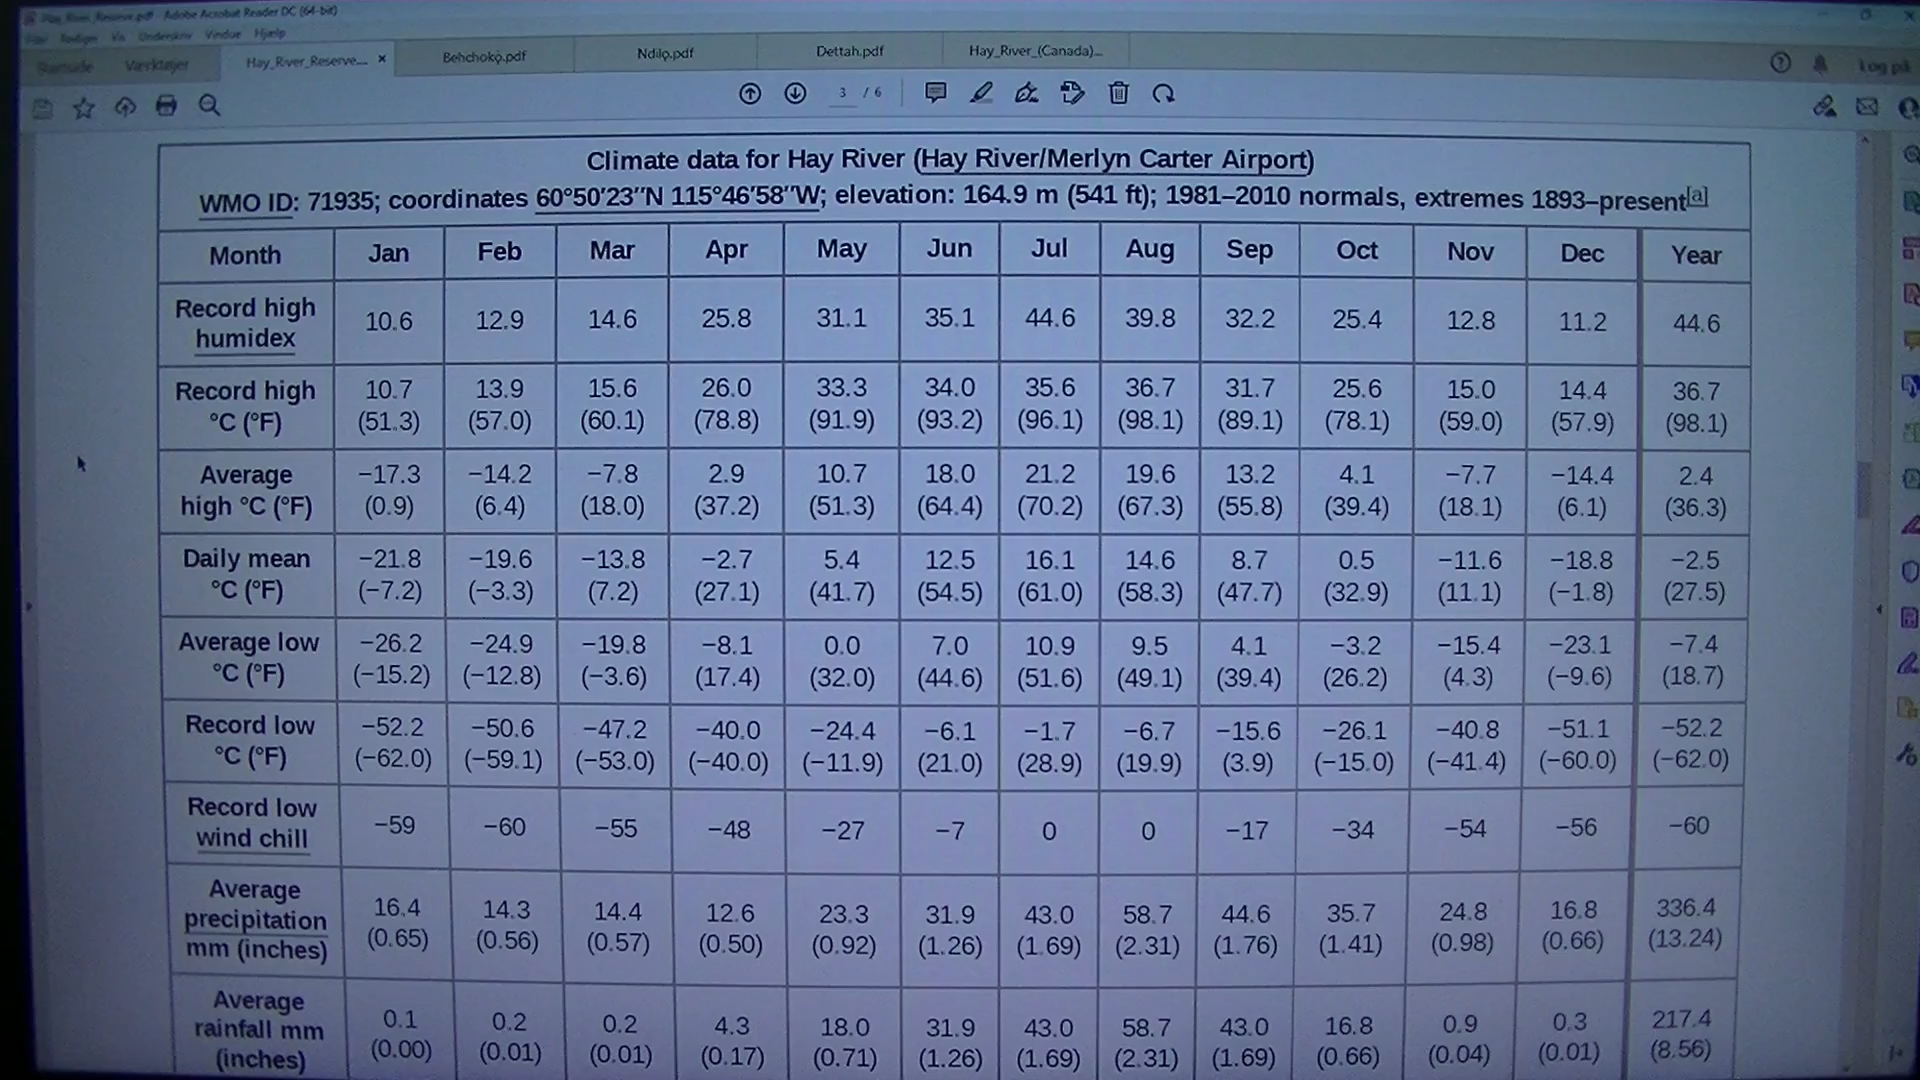 Hay_River_Reserve.pdf - Adobe Acrobat Reader DC (64-bit)
Filer Rediger Vis Underskriv Vindue Hjælp
Startside Værktøjer Hay_River_Reserve... × Behchokǫ̀.pdf Ndilǫ.pdf Dettah.pdf Hay_River_(Canada)... Log på
3 / 6
Climate data for Hay River (Hay River/Merlyn Carter Airport)
WMO ID: 71935; coordinates 60°50′23″N 115°46′58″W; elevation: 164.9 m (541 ft); 1981–2010 normals, extremes 1893–present[a]
Month Jan Feb Mar Apr May Jun Jul Aug Sep Oct Nov Dec Year
Record high
humidex 10.6 12.9 14.6 25.8 31.1 35.1 44.6 39.8 32.2 25.4 12.8 11.2 44.6
Record high 10.7 13.9 15.6 26.0 33.3 34.0 35.6 36.7 31.7 25.6 15.0 14.4 36.7
°C (°F) (51.3) (57.0) (60.1) (78.8) (91.9) (93.2) (96.1) (98.1) (89.1) (78.1) (59.0) (57.9) (98.1)
Average −17.3 −14.2 −7.8 2.9 10.7 18.0 21.2 19.6 13.2 4.1 −7.7 −14.4 2.4
high °C (°F) (0.9) (6.4) (18.0) (37.2) (51.3) (64.4) (70.2) (67.3) (55.8) (39.4) (18.1) (6.1) (36.3)
Daily mean −21.8 −19.6 −13.8 −2.7 5.4 12.5 16.1 14.6 8.7 0.5 −11.6 −18.8 −2.5
°C (°F) (−7.2) (−3.3) (7.2) (27.1) (41.7) (54.5) (61.0) (58.3) (47.7) (32.9) (11.1) (−1.8) (27.5)
Average low −26.2 −24.9 −19.8 −8.1 0.0 7.0 10.9 9.5 4.1 −3.2 −15.4 −23.1 −7.4
°C (°F) (−15.2) (−12.8) (−3.6) (17.4) (32.0) (44.6) (51.6) (49.1) (39.4) (26.2) (4.3) (−9.6) (18.7)
Record low −52.2 −50.6 −47.2 −40.0 −24.4 −6.1 −1.7 −6.7 −15.6 −26.1 −40.8 −51.1 −52.2
°C (°F) (−62.0) (−59.1) (−53.0) (−40.0) (−11.9) (21.0) (28.9) (19.9) (3.9) (−15.0) (−41.4) (−60.0) (−62.0)
Record low
wind chill −59 −60 −55 −48 −27 −7 0 0 −17 −34 −54 −56 −60
Average
precipitation 16.4 14.3 14.4 12.6 23.3 31.9 43.0 58.7 44.6 35.7 24.8 16.8 336.4
mm (inches) (0.65) (0.56) (0.57) (0.50) (0.92) (1.26) (1.69) (2.31) (1.76) (1.41) (0.98) (0.66) (13.24)
Average
rainfall mm 0.1 0.2 0.2 4.3 18.0 31.9 43.0 58.7 43.0 16.8 0.9 0.3 217.4
(inches) (0.00) (0.01) (0.01) (0.17) (0.71) (1.26) (1.69) (2.31) (1.69) (0.66) (0.04) (0.01) (8.56)